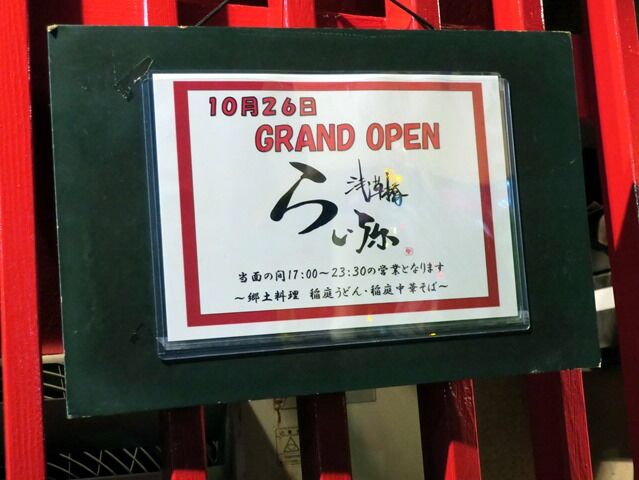 10月26日
GRAND OPEN
浅草橋
らい弥
当面の間17:00～23:30の営業となります
～郷土料理 稲庭うどん・稲庭中華そば～